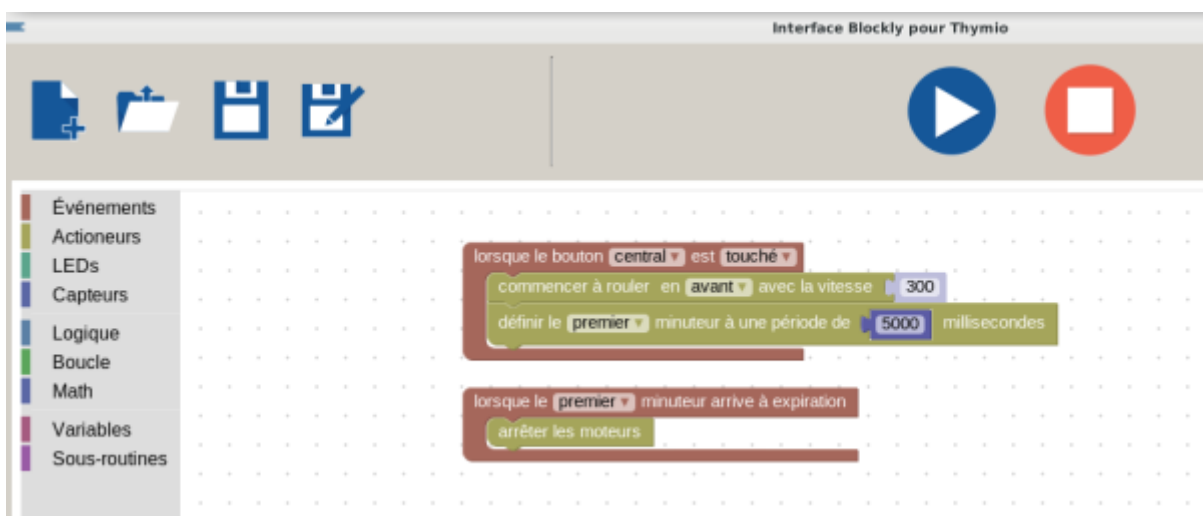 Interface Blockly pour Thymio
Événements
Actioneurs
LEDs
Capteurs
Logique
Boucle
Math
Variables
Sous-routines
lorsque le bouton central est touché
commencer à rouler en avant avec la vitesse 300
définir le premier minuteur à une période de 5000 millisecondes
lorsque le premier minuteur arrive à expiration
arrêter les moteurs